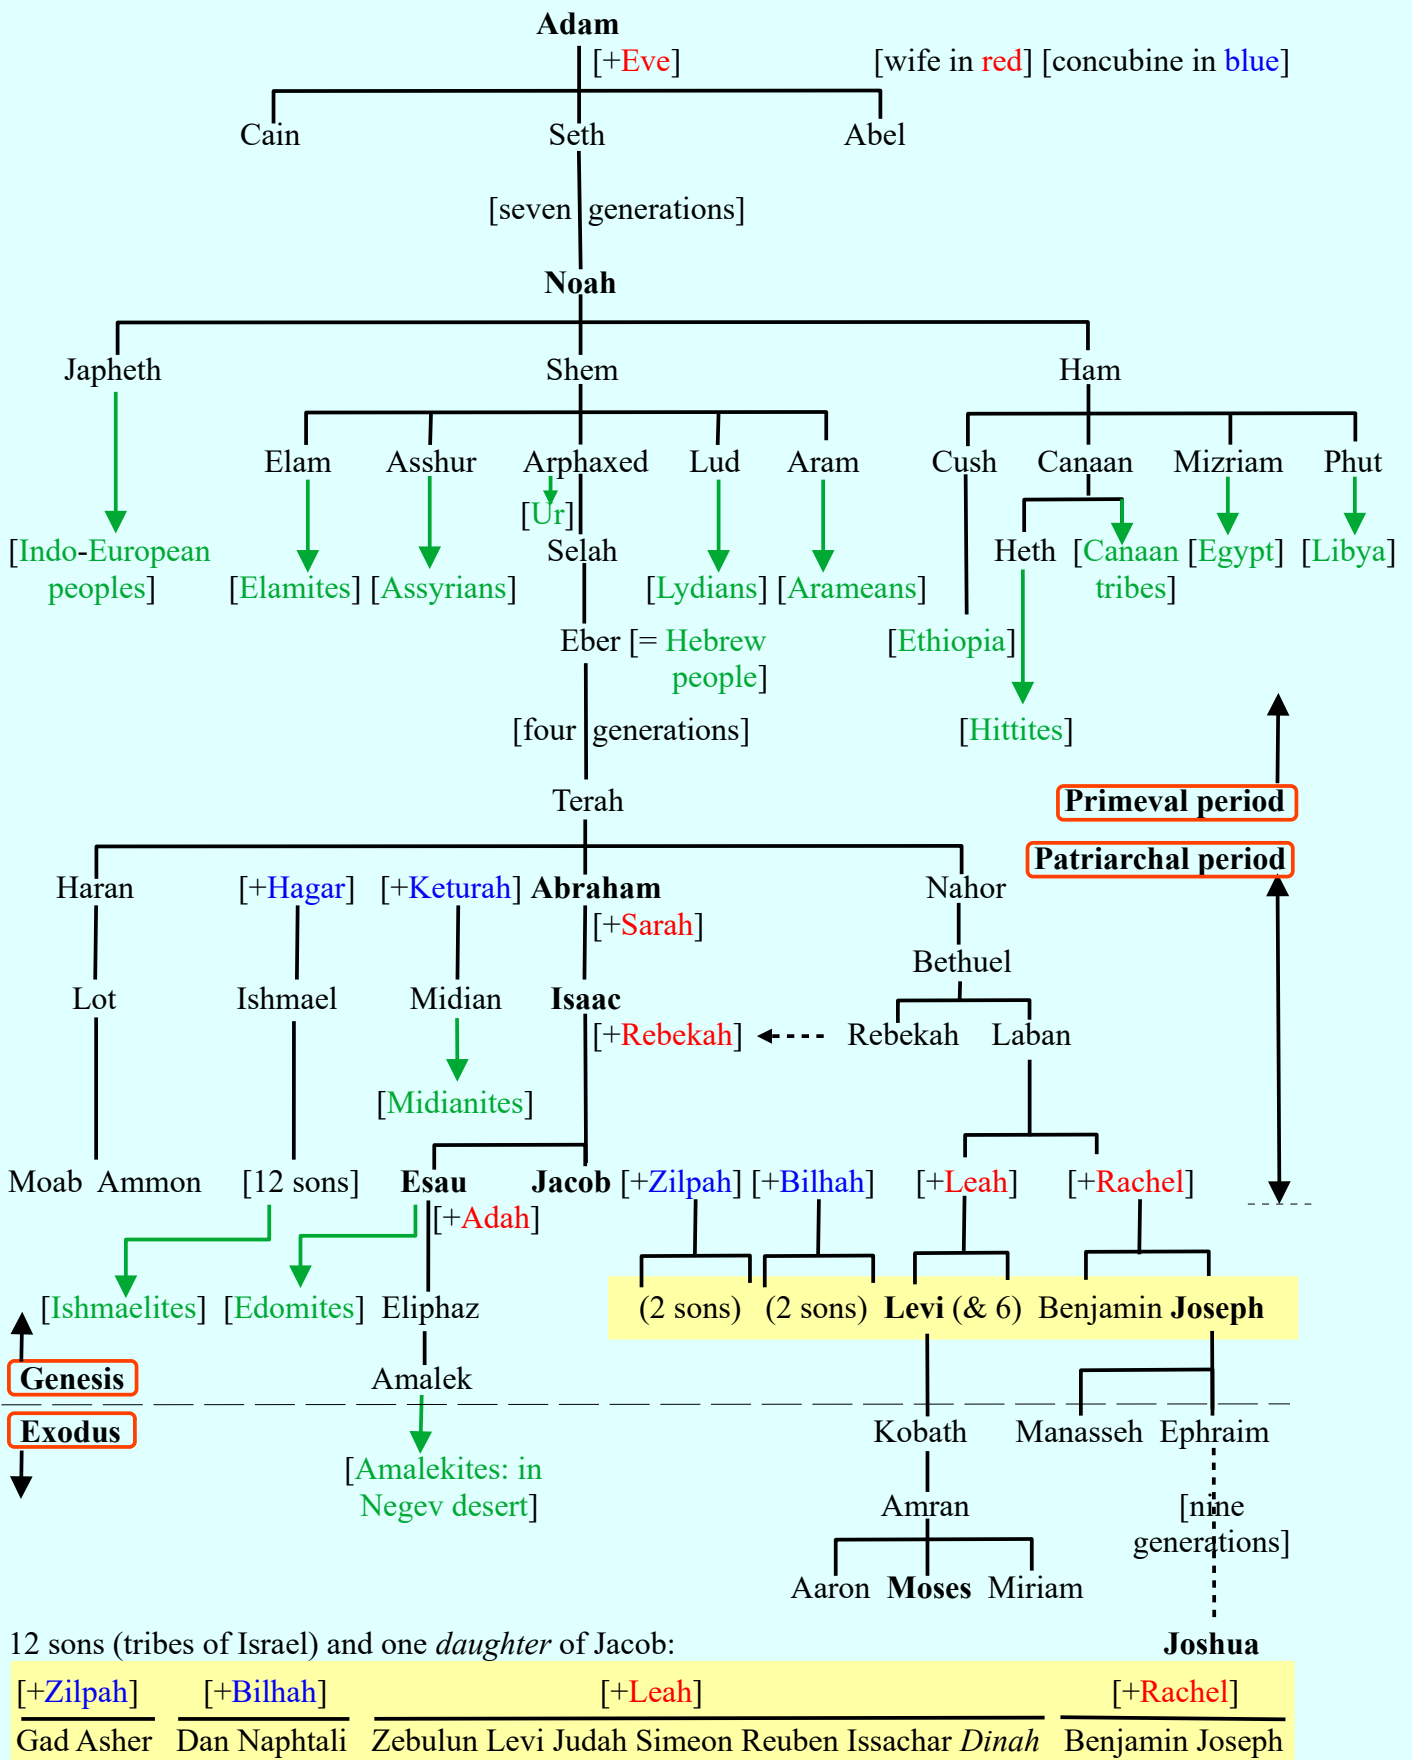 Adam
[+Eve] [wife in red] [concubine in blue]
Cain Seth Abel
[seven generations]
Noah
Japheth Shem Ham
Elam Asshur Arphaxed Lud Aram Cush Canaan Mizriam Phut
[Ur]
[Indo-European
peoples]
Selah
Heth [Canaan
tribes] [Egypt] [Libya]
[Elamites] [Assyrians] [Lydians] [Arameans]
Eber [= Hebrew
people]
[Ethiopia]
[four generations] [Hittites]
Terah
Primeval period
Patriarchal period
Haran [+Hagar] [+Keturah] Abraham Nahor
[+Sarah]
Bethuel
Lot Ishmael Midian Isaac
[+Rebekah] Rebekah Laban
[Midianites]
Moab Ammon [12 sons] Esau Jacob [+Zilpah] [+Bilhah] [+Leah] [+Rachel]
[+Adah]
[Ishmaelites] [Edomites] Eliphaz (2 sons) (2 sons) Levi (& 6) Benjamin Joseph
Genesis Amalek
Exodus Kobath Manasseh Ephraim
[Amalekites: in
Negev desert]
Amran [nine
generations]
Aaron Moses Miriam
12 sons (tribes of Israel) and one daughter of Jacob: Joshua
[+Zilpah] [+Bilhah] [+Leah] [+Rachel]
Gad Asher Dan Naphtali Zebulun Levi Judah Simeon Reuben Issachar Dinah Benjamin Joseph